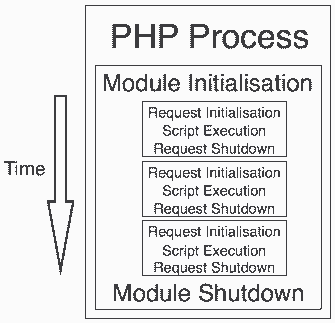 PHP Process
Module Initialisation
Request Initialisation
Script Execution
Request Shutdown
Time
Request Initialisation
Script Execution
Request Shutdown
Request Initialisation
Script Execution
Request Shutdown
Module Shutdown